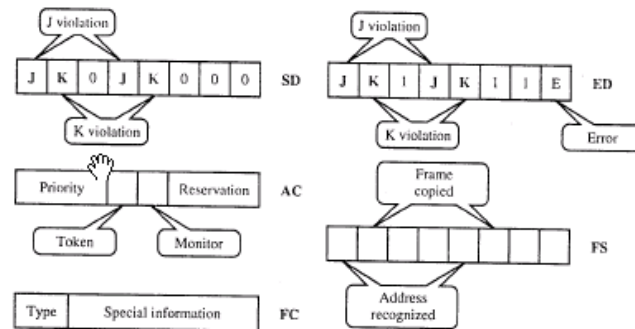 J violation
J K 0 J K 0 0 0 SD
K violation
J violation
J K 1 J K 1 1 E ED
K violation
Error
Priority Reservation AC
Token
Monitor
Frame
copied
FS
Address
recognized
Type Special information FC